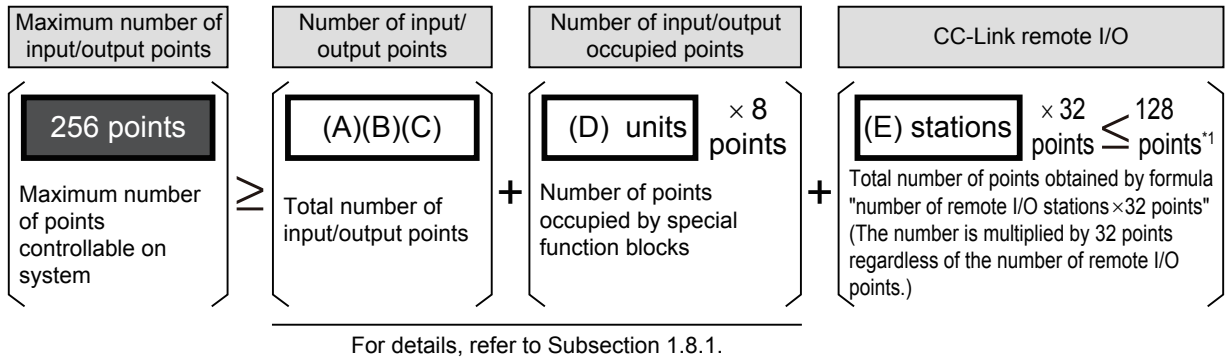 Maximum number of
input/output points
Number of input/
output points
Number of input/output
occupied points
CC-Link remote I/O
256 points
Maximum number
of points
controllable on
system
≥
(A)(B)(C)
Total number of
input/output points
+
(D) units
× 8
points
Number of points
occupied by special
function blocks
+
(E) stations
× 32
points
≤
128
points*1
Total number of points obtained by formula
"number of remote I/O stations ×32 points"
(The number is multiplied by 32 points
regardless of the number of remote I/O
points.)
For details, refer to Subsection 1.8.1.